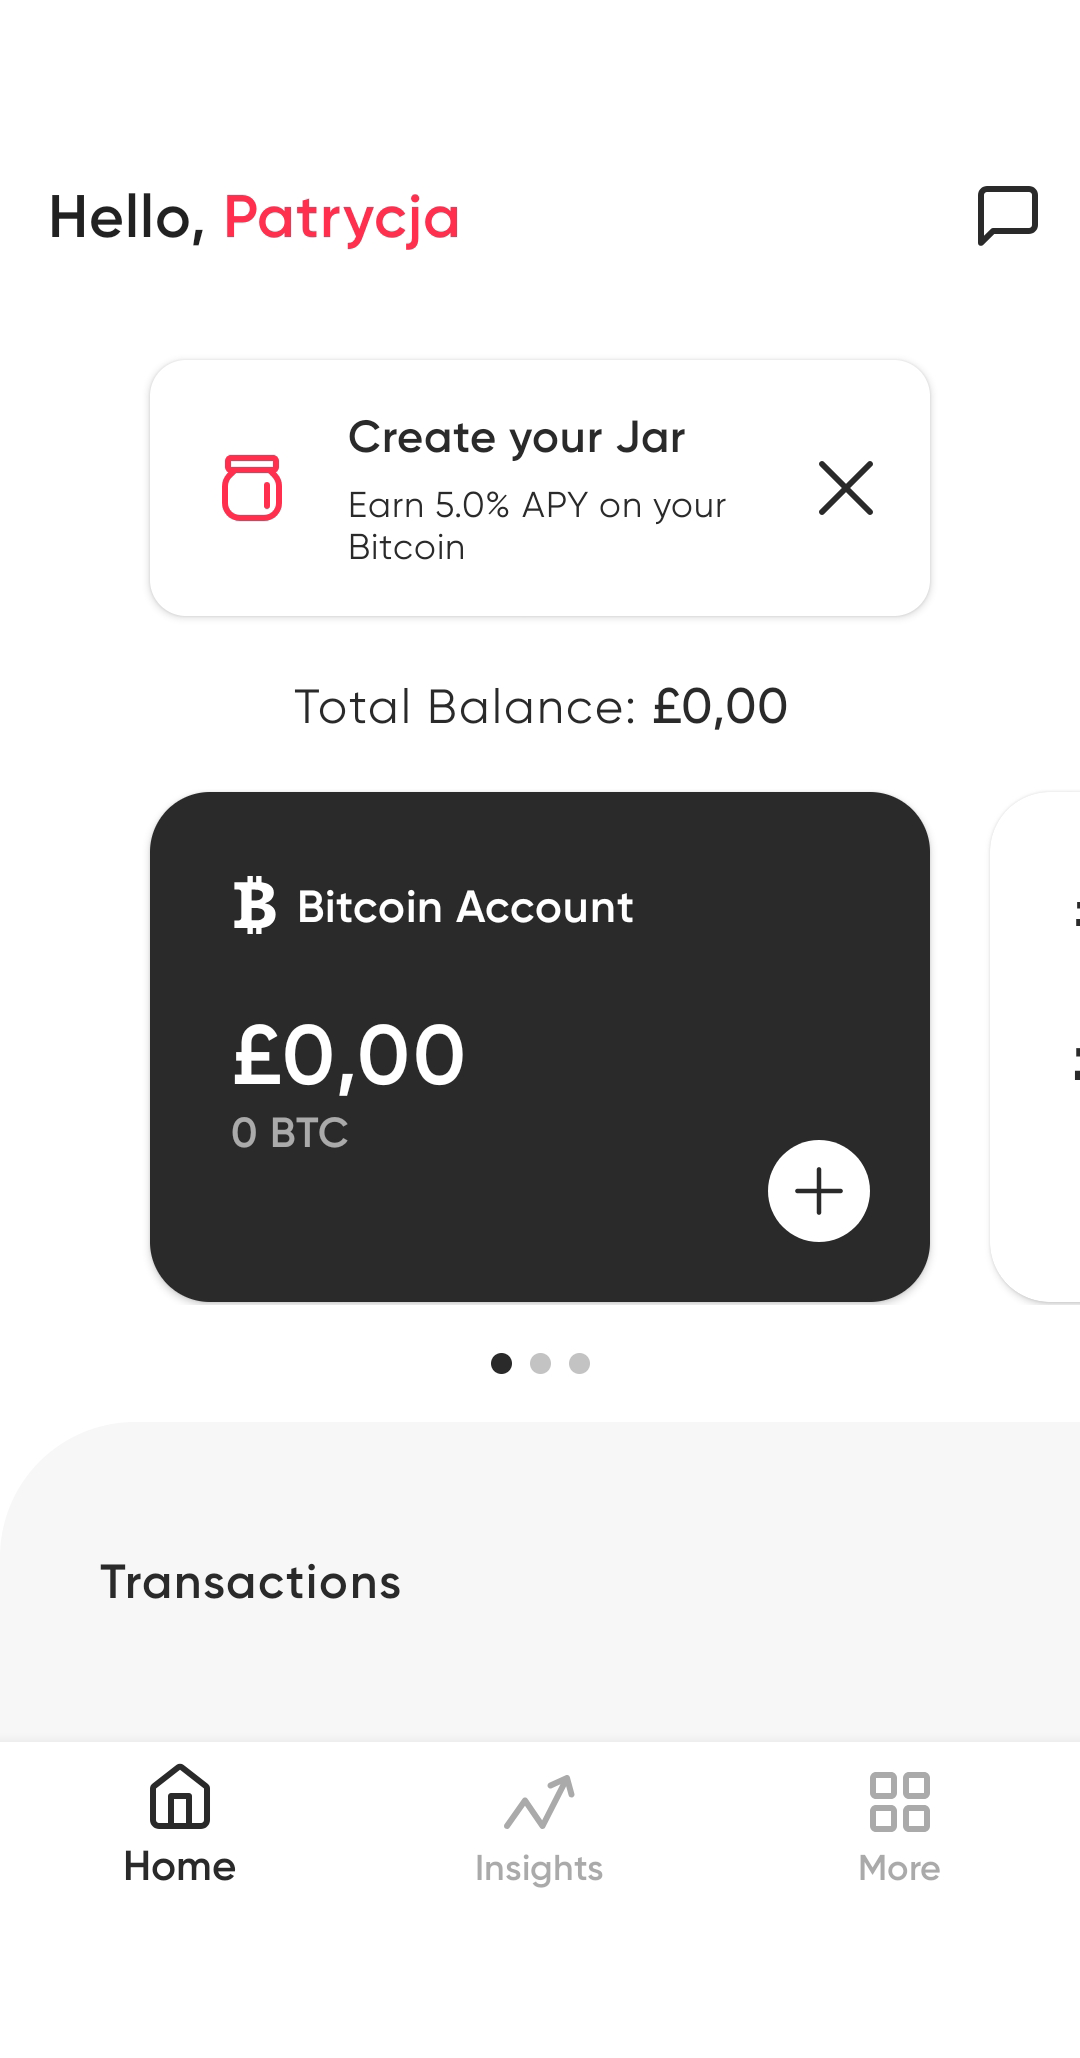 Hello, Patrycja
Create your Jar
Earn 5.0% APY on your
Bitcoin
Total Balance: £0,00
₿ Bitcoin Account
£0,00
0 BTC
Transactions
Home
Insights
More